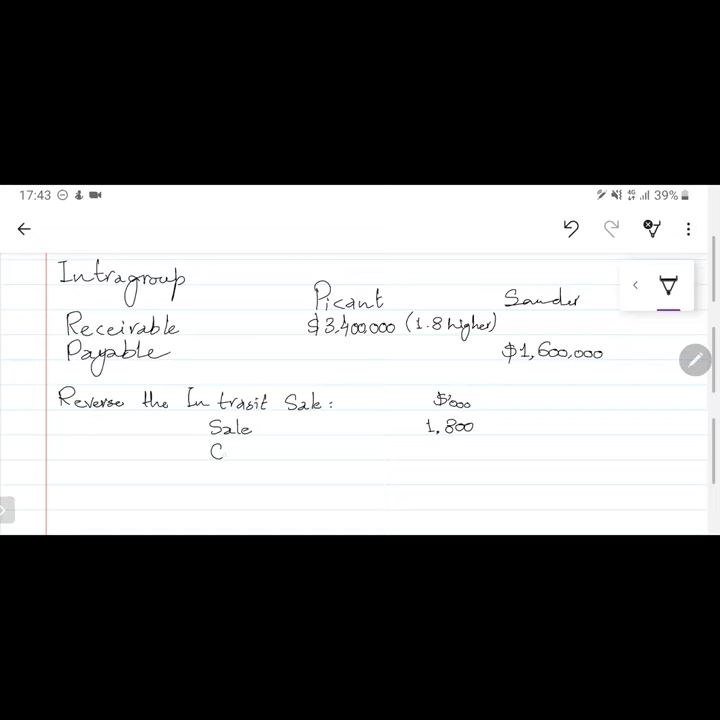 17:43 4G 39%
Intragroup
Picant Sander
Receivable $3,400,000 (1.8 higher)
Payable $1,600,000
Reverse the In trasit Sale: $'000
Sale 1,800
C